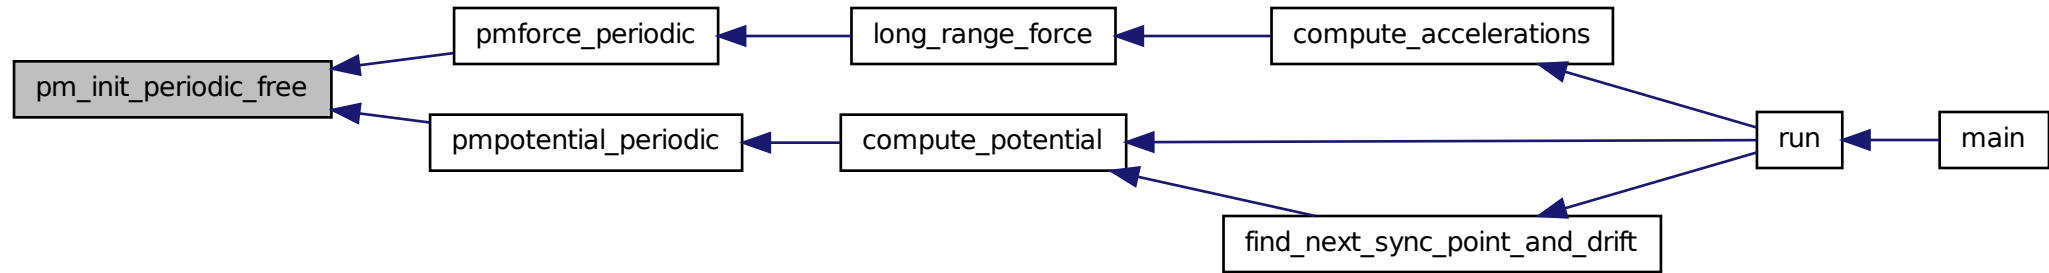 pmforce_periodic
long_range_force
compute_accelerations
pm_init_periodic_free
pmpotential_periodic
compute_potential
run
main
find_next_sync_point_and_drift